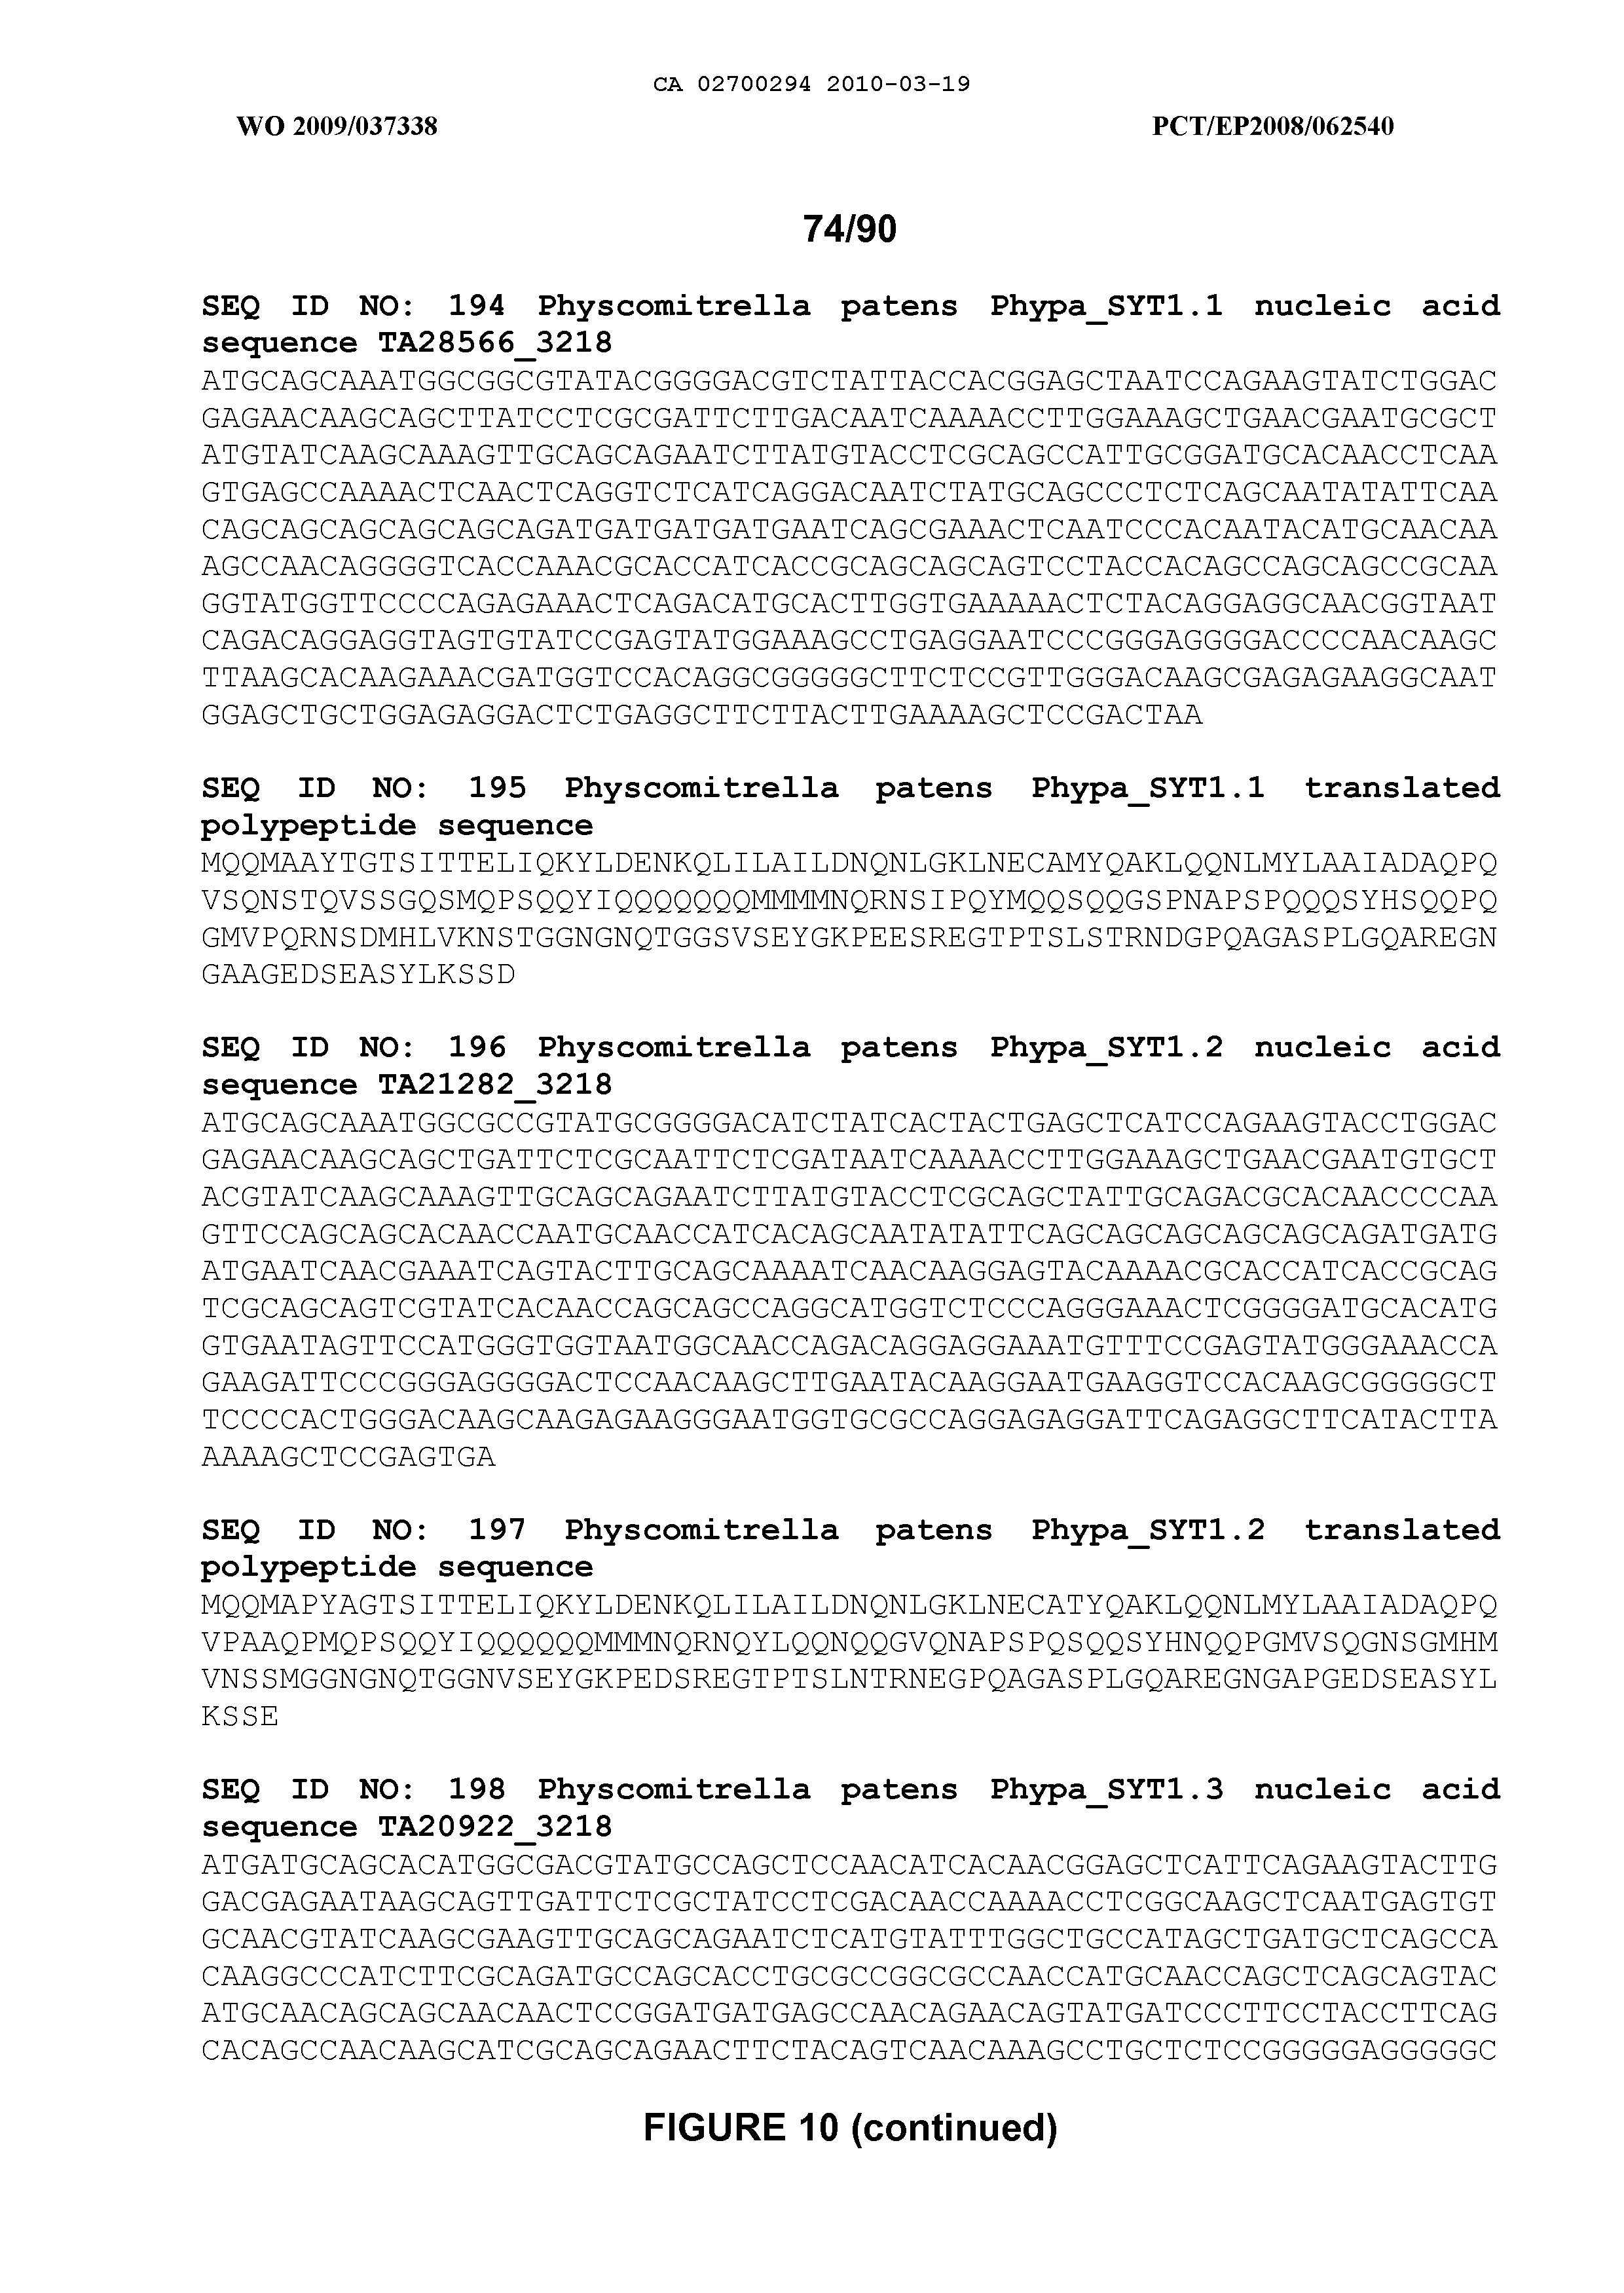 CA 02700294 2010-03-19
WO 2009/037338 PCT/EP2008/062540
74/90
SEQ ID NO: 194 Physcomitrella patens Phypa_SYT1.1 nucleic acid
sequence TA28566_3218
ATGCAGCAAATGGCGGCGTATACGGGGACGTCTATTACCACGGAGCTAATCCAGAAGTATCTGGAC
GAGAACAAGCAGCTTATCCTCGCGATTCTTGACAATCAAAACCTTGGAAAGCTGAACGAATGCGCT
ATGTATCAAGCAAAGTTGCAGCAGAATCTTATGTACCTCGCAGCCATTGCGGATGCACAACCTCAA
GTGAGCCAAAACTCAACTCAGGTCTCATCAGGACAATCTATGCAGCCCTCTCAGCAATATATTCAA
CAGCAGCAGCAGCAGCAGATGATGATGATGAATCAGCGAAACTCAATCCCACAATACATGCAACAA
AGCCAACAGGGGTCACCAAACGCACCATCACCGCAGCAGCAGTCCTACCACAGCCAGCAGCCGCAA
GGTATGGTTCCCCAGAGAAACTCAGACATGCACTTGGTGAAAAACTCTACAGGAGGCAACGGTAAT
CAGACAGGAGGTAGTGTATCCGAGTATGGAAAGCCTGAGGAATCCCGGGAGGGGACCCCAACAAGC
TTAAGCACAAGAAACGATGGTCCACAGGCGGGGGCTTCTCCGTTGGGACAAGCGAGAGAAGGCAAT
GGAGCTGCTGGAGAGGACTCTGAGGCTTCTTACTTGAAAAGCTCCGACTAA
SEQ ID NO: 195 Physcomitrella patens Phypa_SYT1.1 translated
polypeptide sequence
MQQMAAYTGTSITTELIQKYLDENKQLILAILDNQNLGKLNECAMYQAKLQQNLMYLAAIADAQPQ
VSQNSTQVSSGQSMQPSQQYIQQQQQQQMMMMNQRNSIPQYMQQSQQGSPNAPSPQQQSYHSQQPQ
GMVPQRNSDMHLVKNSTGGNGNQTGGSVSEYGKPEESREGTPTSLSTRNDGPQAGASPLGQAREGN
GAAGEDSEASYLKSSD
SEQ ID NO: 196 Physcomitrella patens Phypa_SYT1.2 nucleic acid
sequence TA21282_3218
ATGCAGCAAATGGCGCCGTATGCGGGGACATCTATCACTACTGAGCTCATCCAGAAGTACCTGGAC
GAGAACAAGCAGCTGATTCTCGCAATTCTCGATAATCAAAACCTTGGAAAGCTGAACGAATGTGCT
ACGTATCAAGCAAAGTTGCAGCAGAATCTTATGTACCTCGCAGCTATTGCAGACGCACAACCCCAA
GTTCCAGCAGCACAACCAATGCAACCATCACAGCAATATATTCAGCAGCAGCAGCAGCAGATGATG
ATGAATCAACGAAATCAGTACTTGCAGCAAAATCAACAAGGAGTACAAAACGCACCATCACCGCAG
TCGCAGCAGTCGTATCACAACCAGCAGCCAGGCATGGTCTCCCAGGGAAACTCGGGGATGCACATG
GTGAATAGTTCCATGGGTGGTAATGGCAACCAGACAGGAGGAAATGTTTCCGAGTATGGGAAACCA
GAAGATTCCCGGGAGGGGACTCCAACAAGCTTGAATACAAGGAATGAAGGTCCACAAGCGGGGGCT
TCCCCACTGGGACAAGCAAGAGAAGGGAATGGTGCGCCAGGAGAGGATTCAGAGGCTTCATACTTA
AAAAGCTCCGAGTGA
SEQ ID NO: 197 Physcomitrella patens Phypa_SYT1.2 translated
polypeptide sequence
MQQMAPYAGTSITTELIQKYLDENKQLILAILDNQNLGKLNECATYQAKLQQNLMYLAAIADAQPQ
VPAAQPMQPSQQYIQQQQQQMMMNQRNQYLQQNQQGVQNAPSPQSQQSYHNQQPGMVSQGNSGMHM
VNSSMGGNGNQTGGNVSEYGKPEDSREGTPTSLNTRNEGPQAGASPLGQAREGNGAPGEDSEASYL
KSSE
SEQ ID NO: 198 Physcomitrella patens Phypa_SYT1.3 nucleic acid
sequence TA20922_3218
ATGATGCAGCACATGGCGACGTATGCCAGCTCCAACATCACAACGGAGCTCATTCAGAAGTACTTG
GACGAGAATAAGCAGTTGATTCTCGCTATCCTCGACAACCAAAACCTCGGCAAGCTCAATGAGTGT
GCAACGTATCAAGCGAAGTTGCAGCAGAATCTCATGTATTTGGCTGCCATAGCTGATGCTCAGCCA
CAAGGCCCATCTTCGCAGATGCCAGCACCTGCGCCGGCGCCAACCATGCAACCAGCTCAGCAGTAC
ATGCAACAGCAGCAACAACTCCGGATGATGAGCCAACAGAACAGTATGATCCCTTCCTACCTTCAG
CACAGCCAACAAGCATCGCAGCAGAACTTCTACAGTCAACAAAGCCTGCTCTCCGGGGGAGGGGGC
FIGURE 10 (continued)